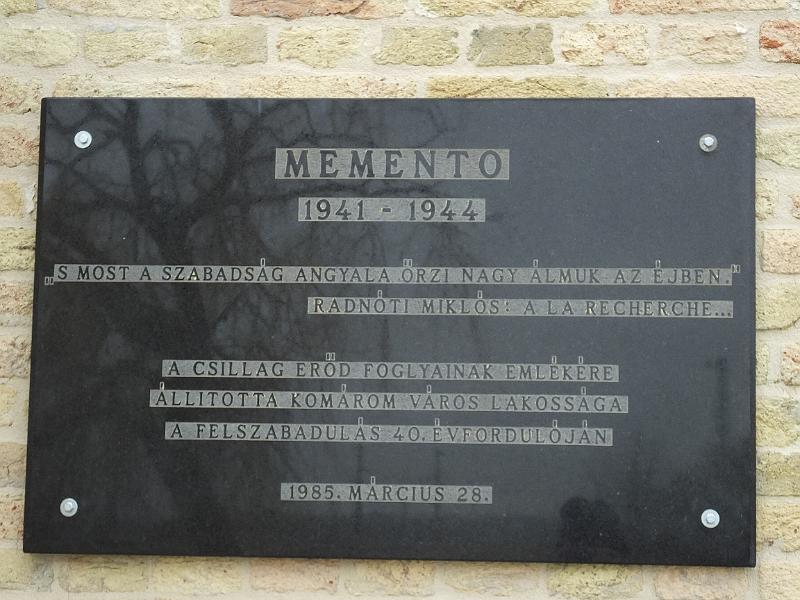 MEMENTO
1941 - 1944
„S MOST A SZABADSÁG ANGYALA ŐRZI NAGY ÁLMUK AZ ÉJBEN."
RADNÓTI MIKLÓS: A LA RECHERCHE...
A CSILLAG ERŐD FOGLYAINAK EMLÉKÉRE
ÁLLITOTTA KOMÁROM VÁROS LAKOSSÁGA
A FELSZABADULÁS 40. ÉVFORDULÓJÁN
1985. MÁRCIUS 28.